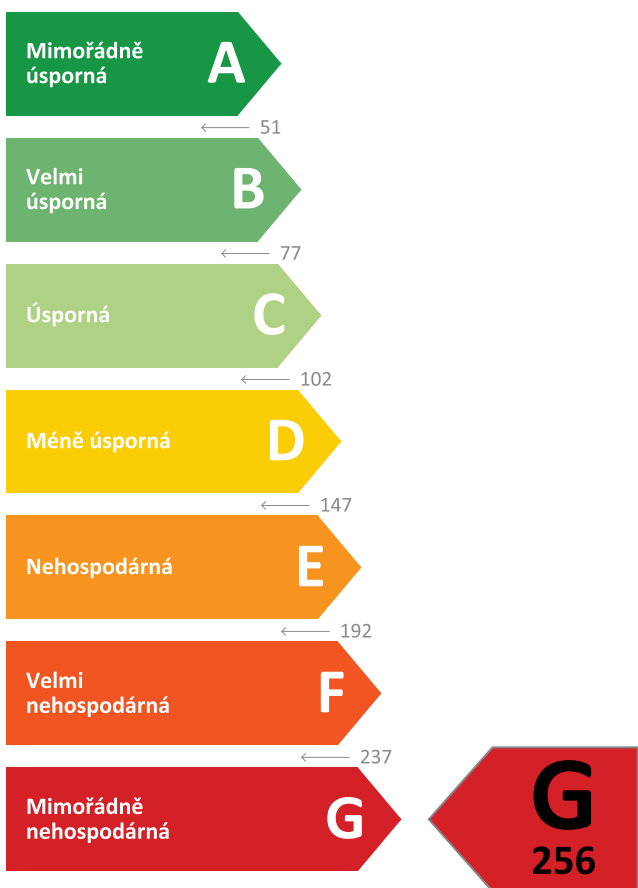 Mimořádně
úsporná
A
51
Velmi
úsporná
B
77
Úsporná
C
102
Méně úsporná
D
147
Nehospodárná
E
192
Velmi
nehospodárná
F
237
Mimořádně
nehospodárná
G
G
256